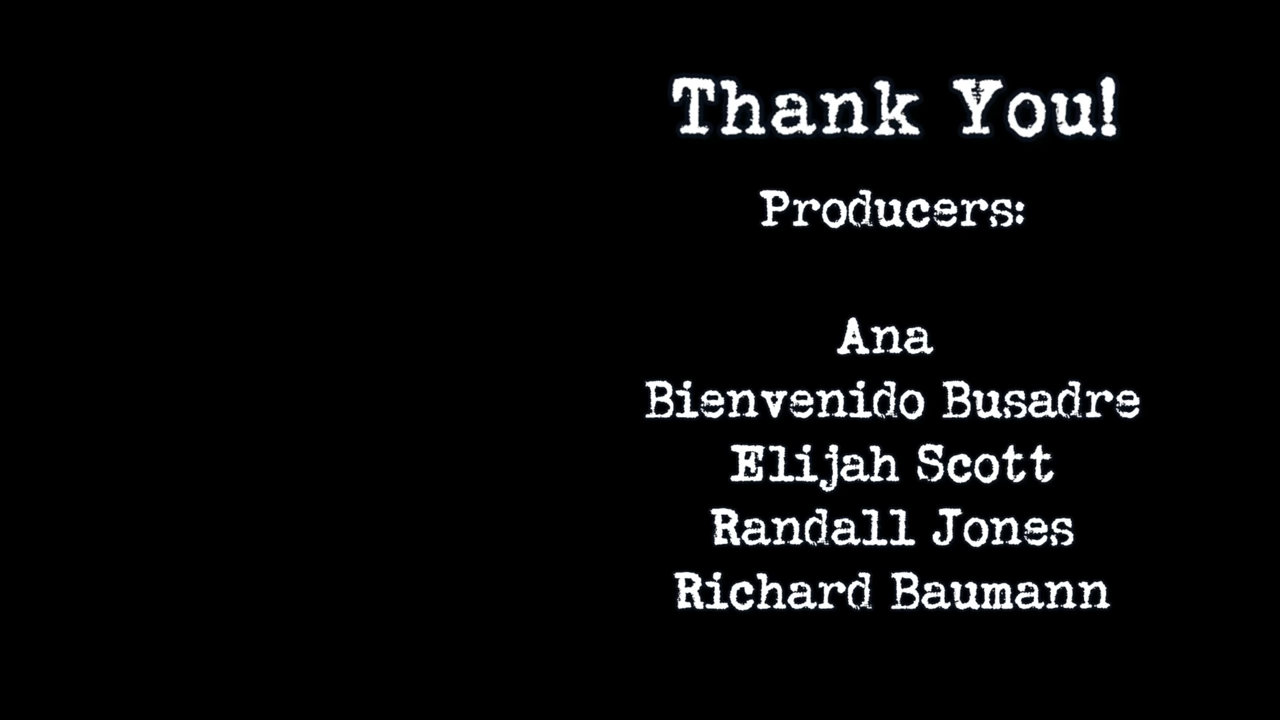 Thank You!
Producers:
Ana
Bienvenido Busadre
Elijah Scott
Randall Jones
Richard Baumann